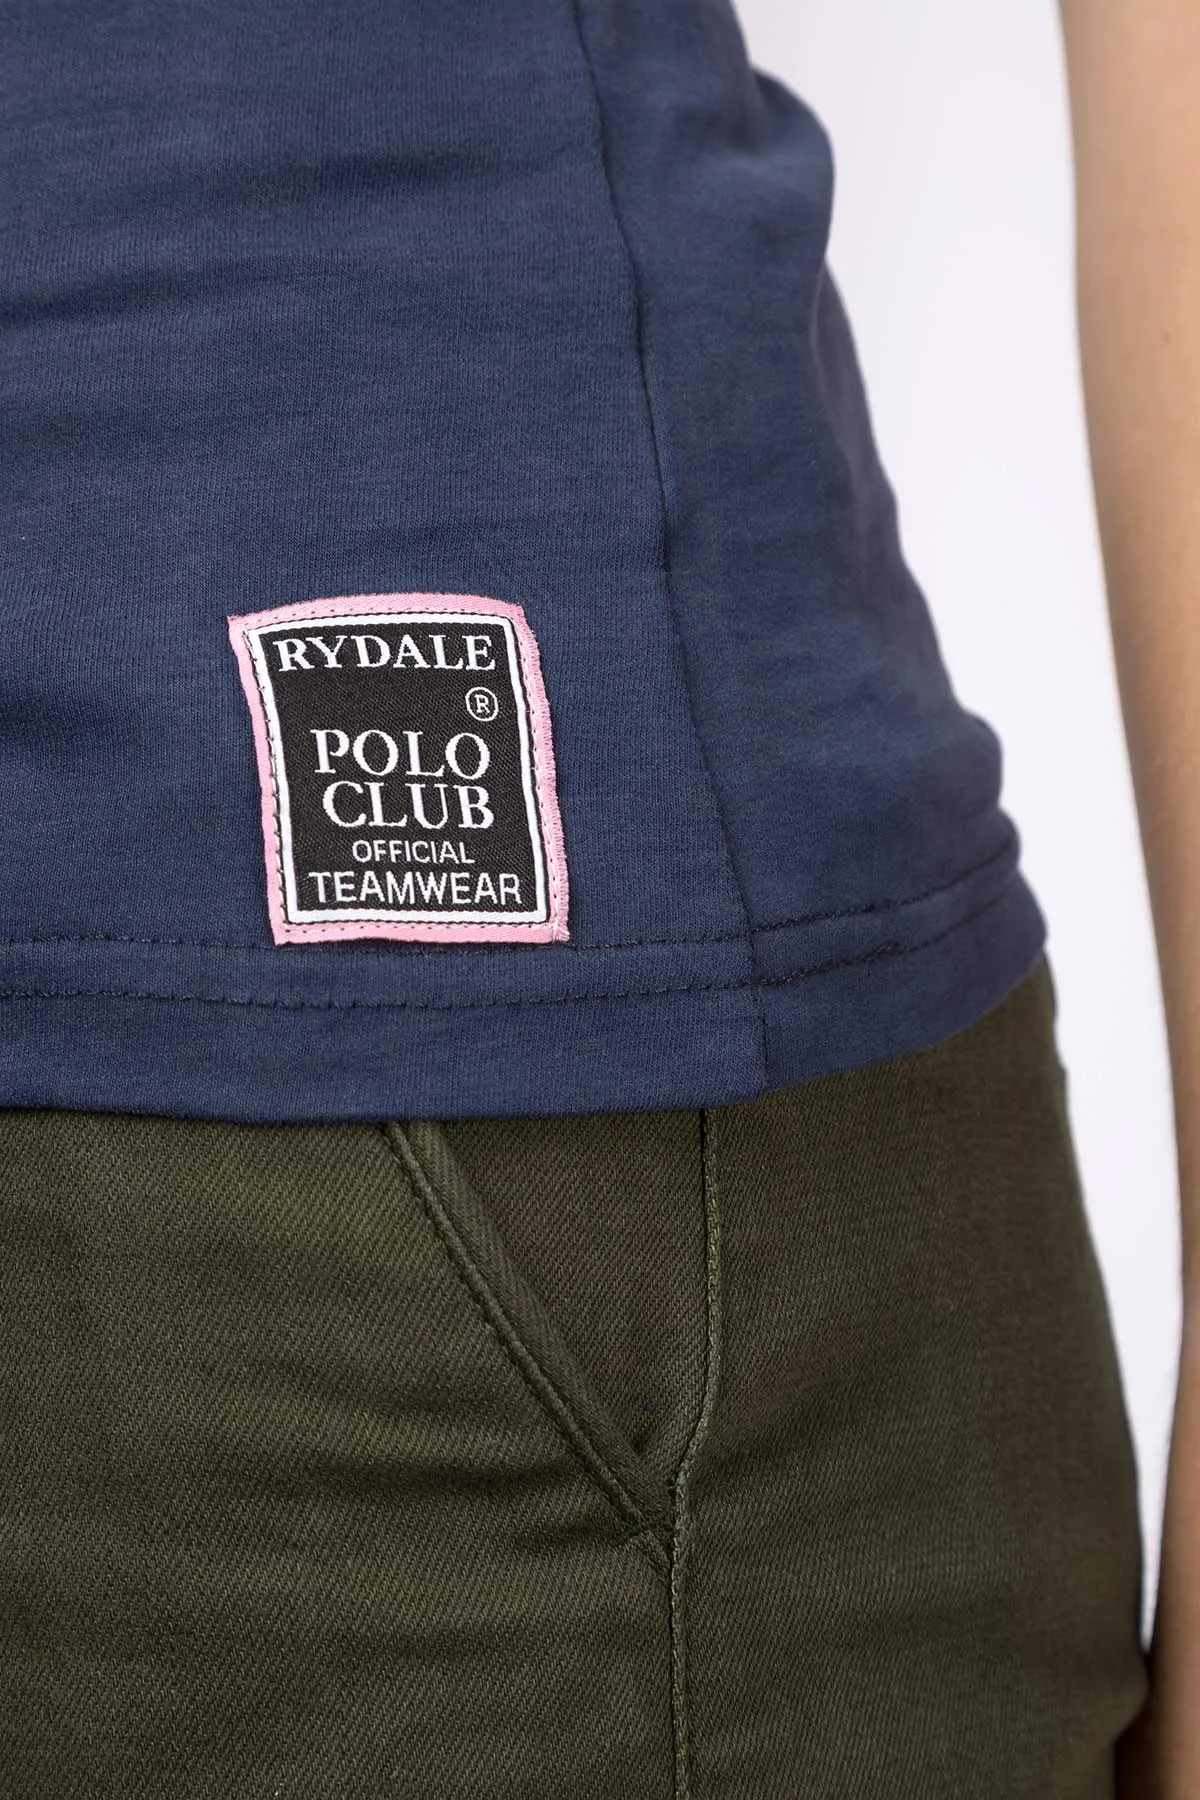 RYDALE
®
POLO
CLUB
OFFICIAL
TEAMWEAR